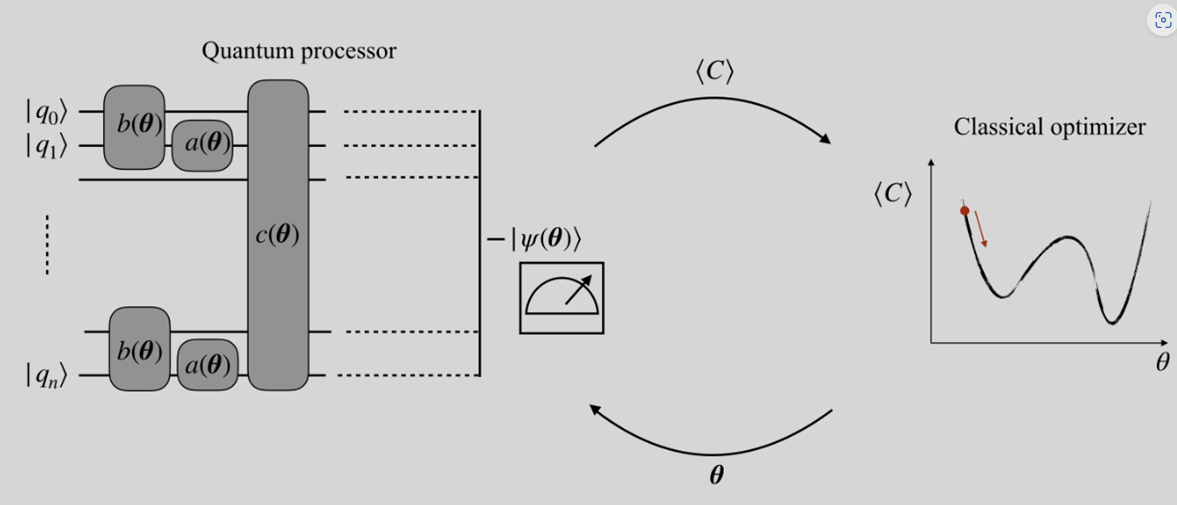 Quantum processor
|q₀⟩
|q₁⟩
b(θ)
a(θ)
c(θ)
b(θ)
a(θ)
|qₙ⟩
|ψ(θ)⟩
⟨C⟩
θ
Classical optimizer
⟨C⟩
θ